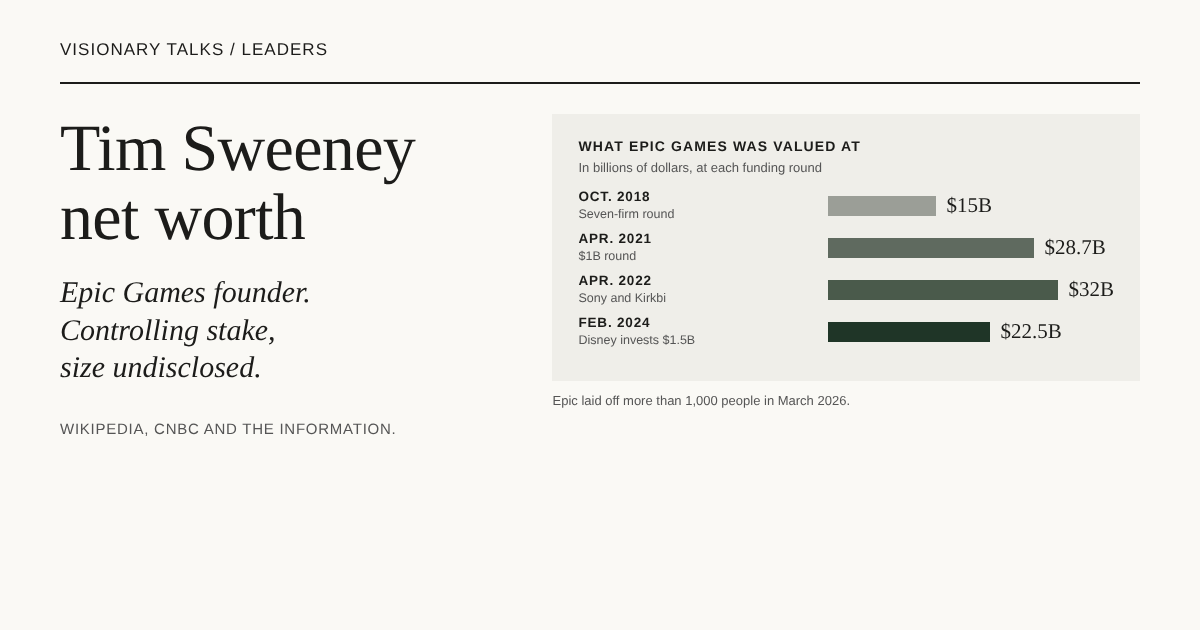 VISIONARY TALKS / LEADERS
Tim Sweeney
net worth
Epic Games founder.
Controlling stake,
size undisclosed.
WIKIPEDIA, CNBC AND THE INFORMATION.
WHAT EPIC GAMES WAS VALUED AT
In billions of dollars, at each funding round
OCT. 2018
Seven-firm round
$15B
APR. 2021
$1B round
$28.7B
APR. 2022
Sony and Kirkbi
$32B
FEB. 2024
Disney invests $1.5B
$22.5B
Epic laid off more than 1,000 people in March 2026.